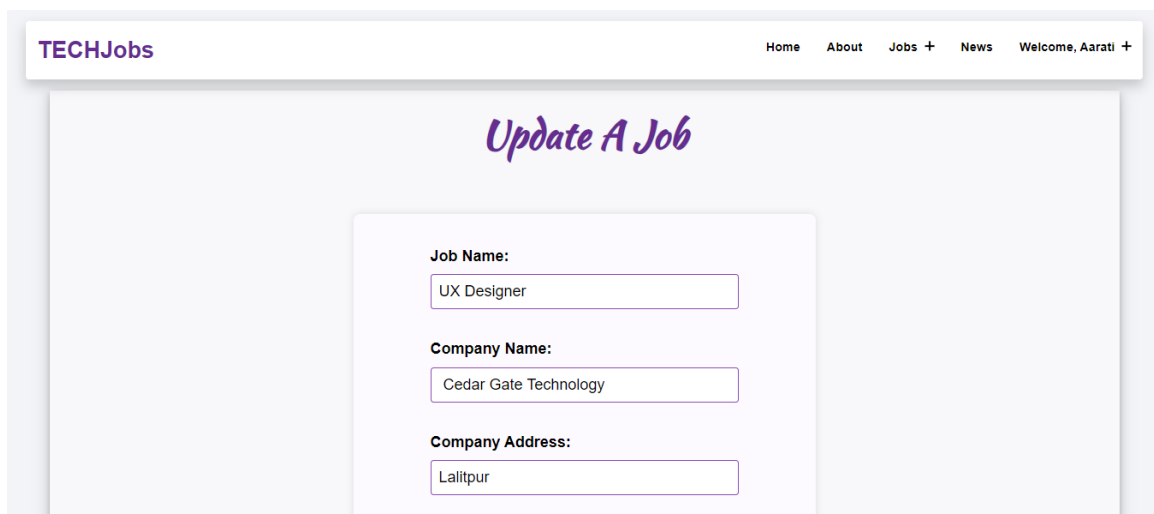 TECHJobs
Home About Jobs + News Welcome, Aarati +
Update A Job
Job Name:
UX Designer
Company Name:
Cedar Gate Technology
Company Address:
Lalitpur